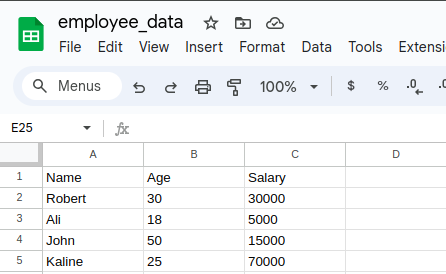 employee_data
File Edit View Insert Format Data Tools Extensi
Menus 100% $ % .0
E25 fx
A B C D
1 Name Age Salary
2 Robert 30 30000
3 Ali 18 5000
4 John 50 15000
5 Kaline 25 70000